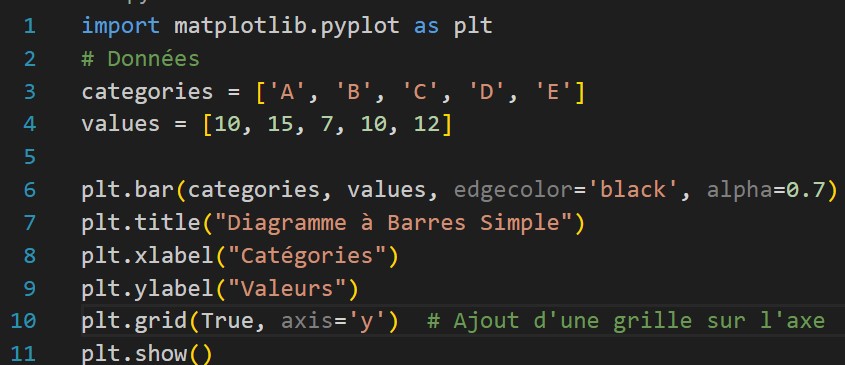 1 import matplotlib.pyplot as plt
2 # Données
3 categories = ['A', 'B', 'C', 'D', 'E']
4 values = [10, 15, 7, 10, 12]
5
6 plt.bar(categories, values, edgecolor='black', alpha=0.7)
7 plt.title("Diagramme à Barres Simple")
8 plt.xlabel("Catégories")
9 plt.ylabel("Valeurs")
10 plt.grid(True, axis='y')  # Ajout d'une grille sur l'axe
11 plt.show()